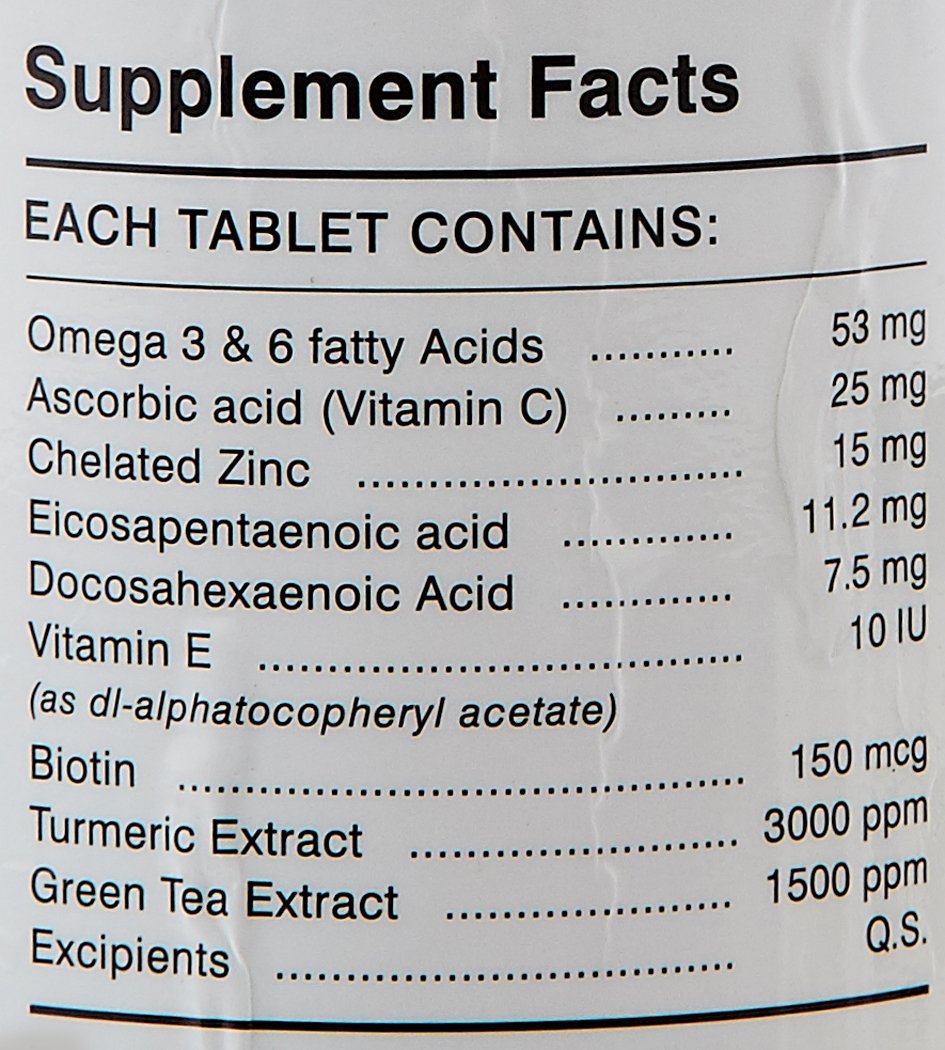 Supplement Facts
EACH TABLET CONTAINS:
Omega 3 & 6 fatty Acids ........... 53 mg
Ascorbic acid (Vitamin C) ......... 25 mg
Chelated Zinc ........................... 15 mg
Eicosapentaenoic acid ............ 11.2 mg
Docosahexaenoic Acid ............ 7.5 mg
Vitamin E .................................. 10 IU
(as dl-alphatocopheryl acetate)
Biotin ........................................ 150 mcg
Turmeric Extract ....................... 3000 ppm
Green Tea Extract .................... 1500 ppm
Excipients ................................ Q.S.